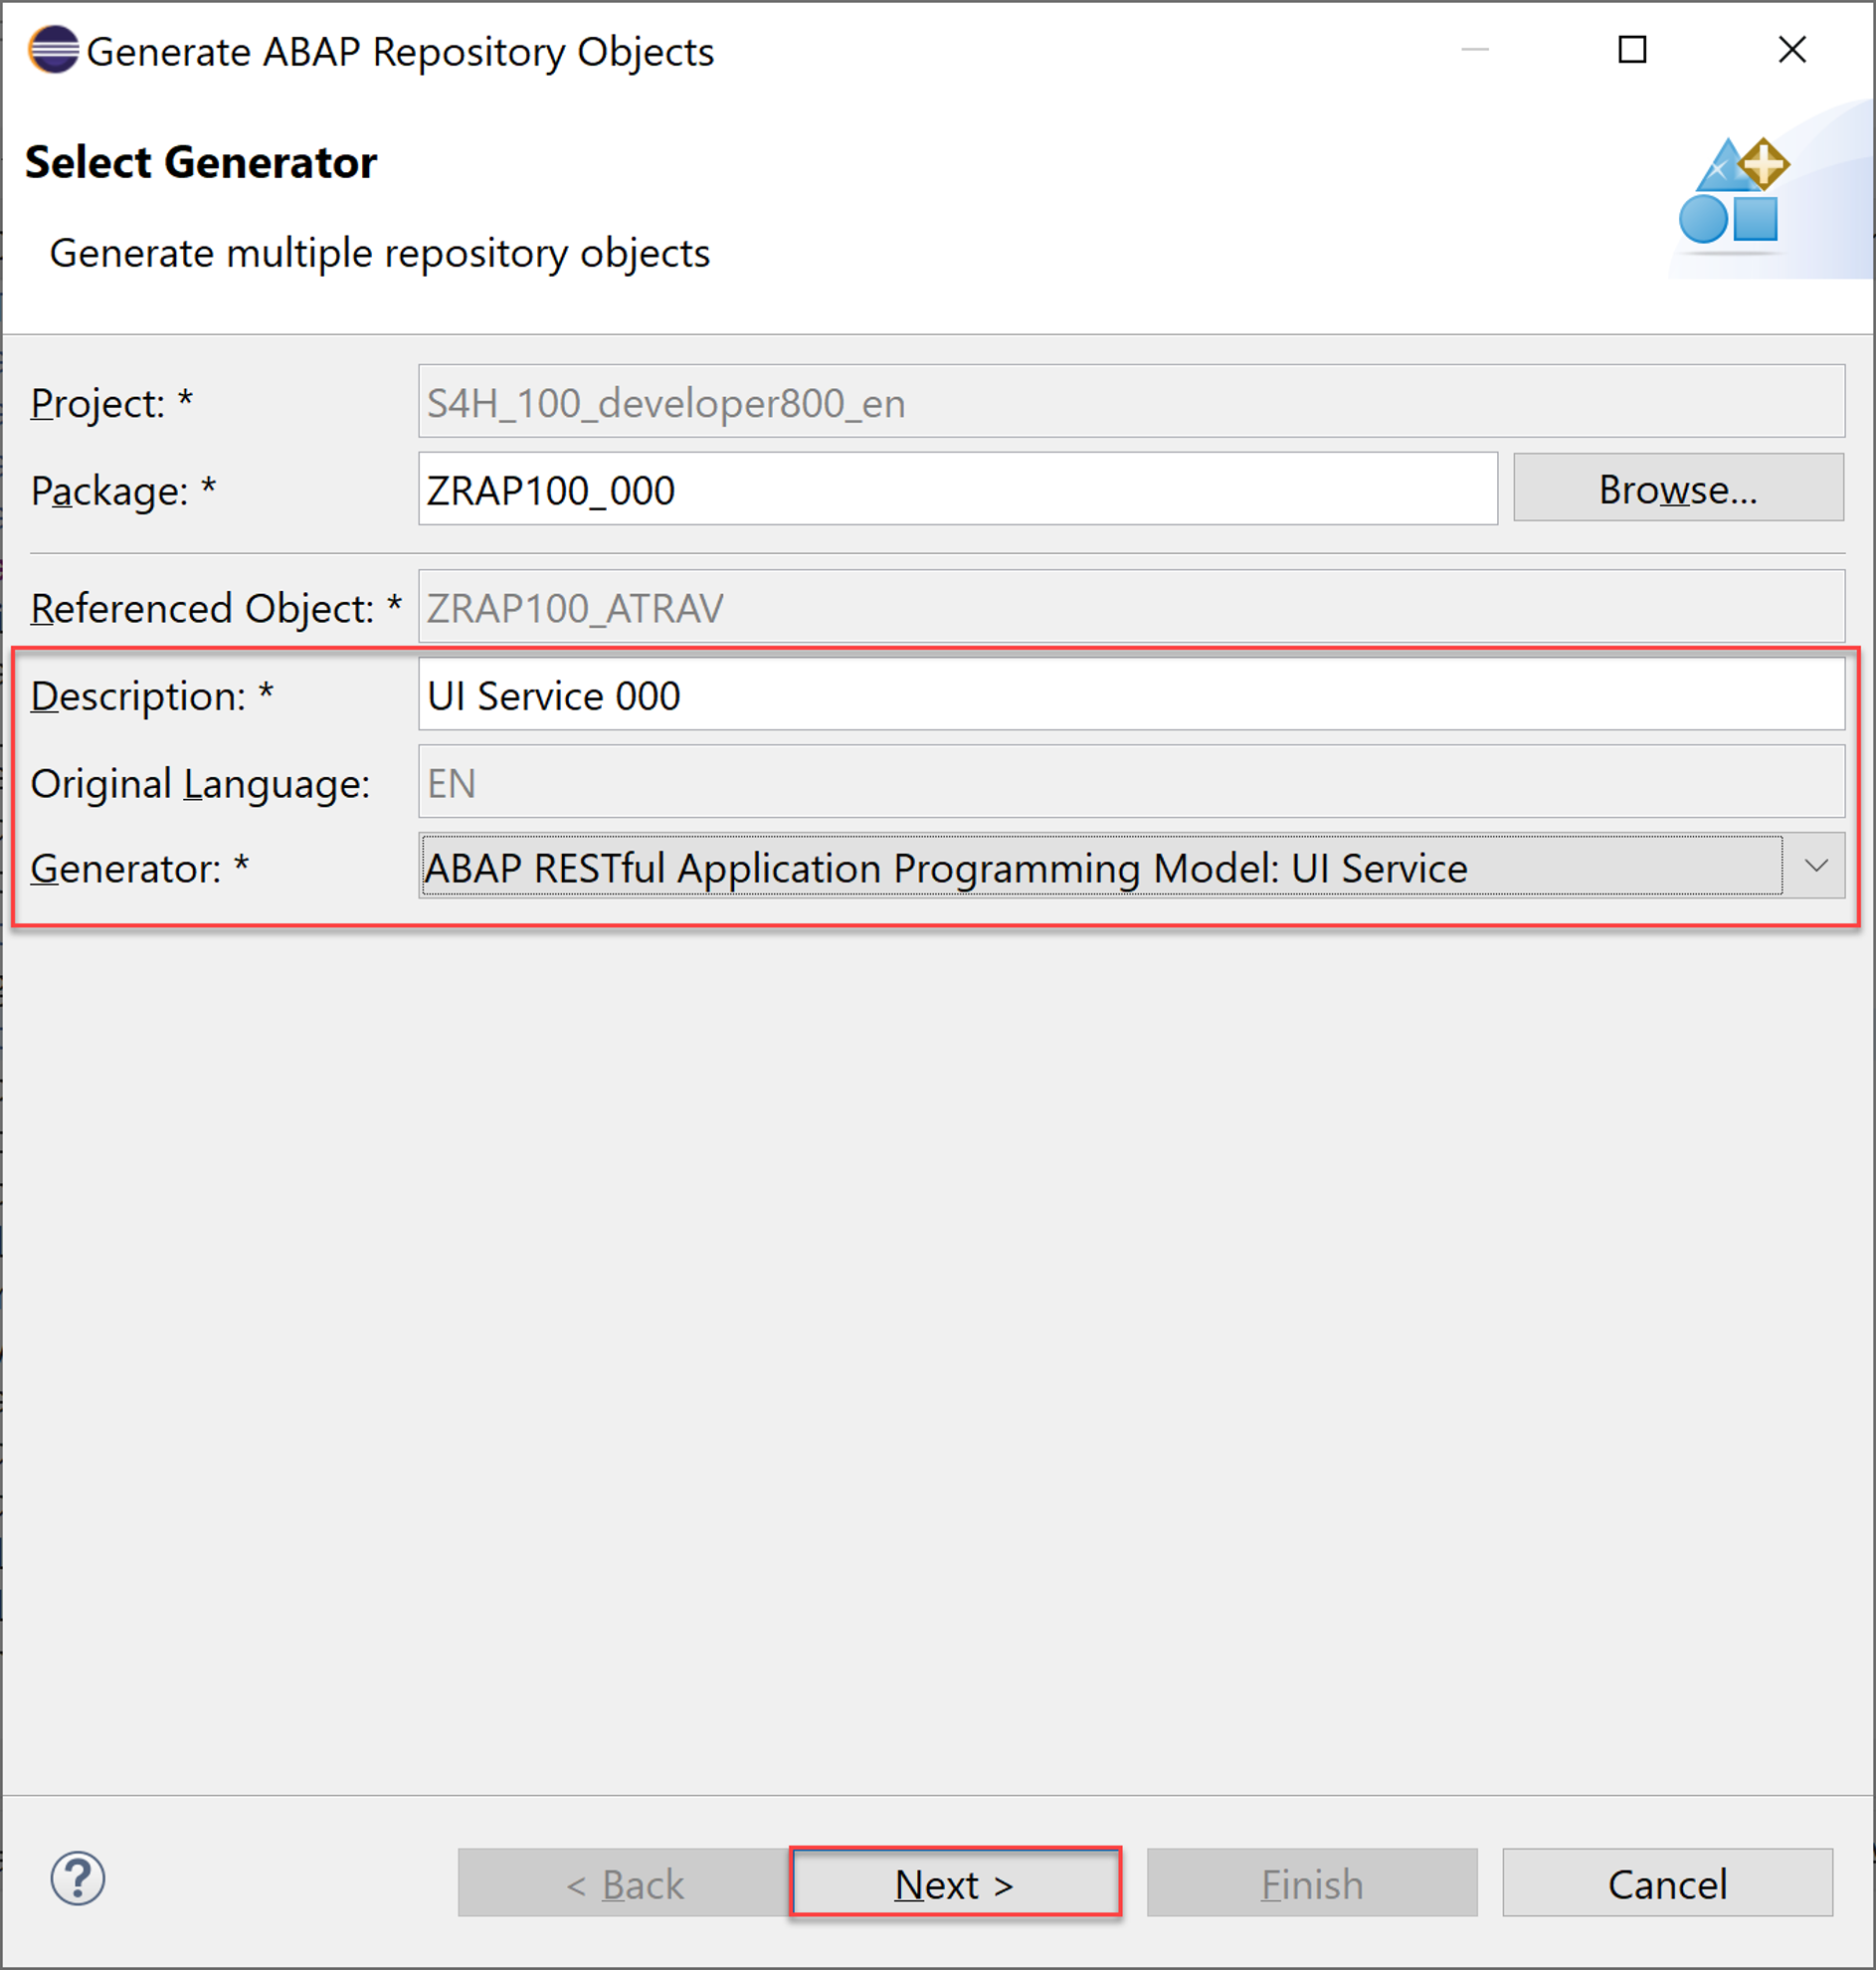 Generate ABAP Repository Objects
Select Generator
Generate multiple repository objects
Project: * S4H_100_developer800_en
Package: * ZRAP100_000 Browse...
Referenced Object: * ZRAP100_ATRAV
Description: * UI Service 000
Original Language: EN
Generator: * ABAP RESTful Application Programming Model: UI Service
? < Back Next > Finish Cancel